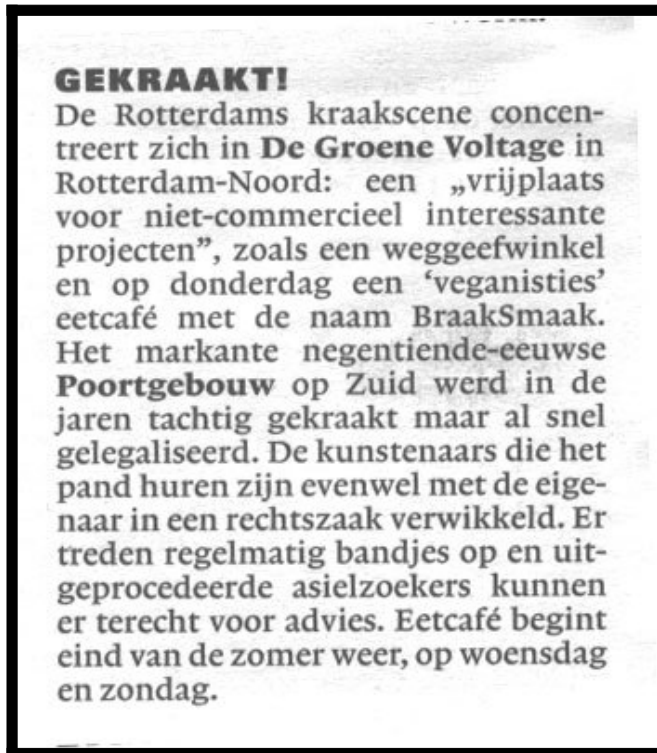 GEKRAAKT!
De Rotterdams kraakscene concen-
treert zich in De Groene Voltage in
Rotterdam-Noord: een „vrijplaats
voor niet-commercieel interessante
projecten”, zoals een weggeefwinkel
en op donderdag een ‘veganisties’
eetcafé met de naam BraakSmaak.
Het markante negentiende-eeuwse
Poortgebouw op Zuid werd in de
jaren tachtig gekraakt maar al snel
gelegaliseerd. De kunstenaars die het
pand huren zijn evenwel met de eige-
naar in een rechtszaak verwikkeld. Er
treden regelmatig bandjes op en uit-
geprocedeerde asielzoekers kunnen
er terecht voor advies. Eetcafé begint
eind van de zomer weer, op woensdag
en zondag.